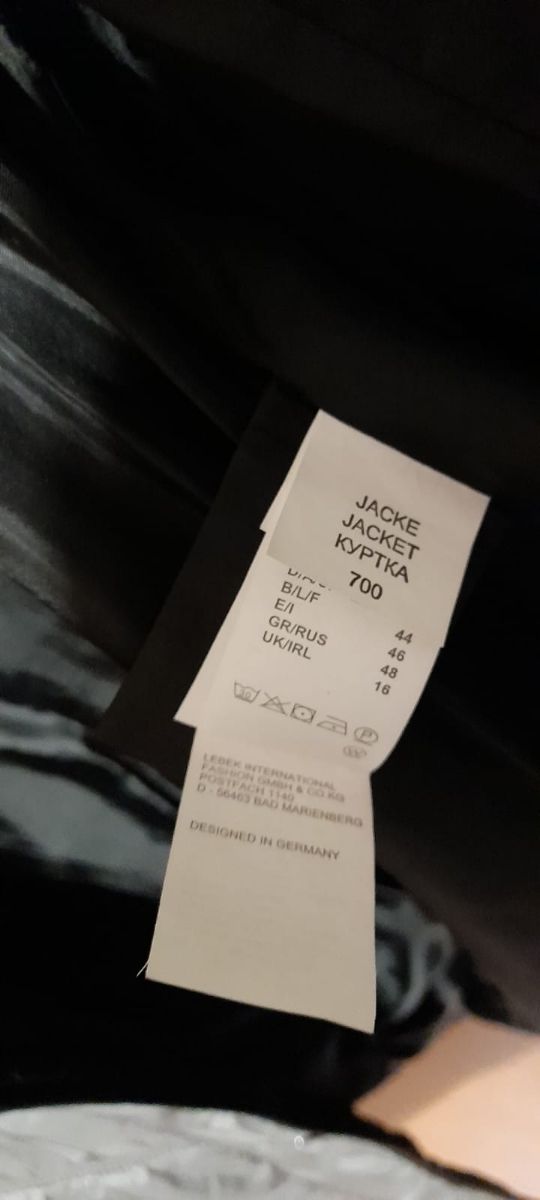 JACKE
JACKET
КУРТКА
700
B/L/F 44
E/I 46
GR/RUS 48
UK/IRL 16
30
P
W
LEBEK INTERNATIONAL
FASHION GMBH & CO.KG
POSTFACH 1140
D - 56463 BAD MARIENBERG
DESIGNED IN GERMANY